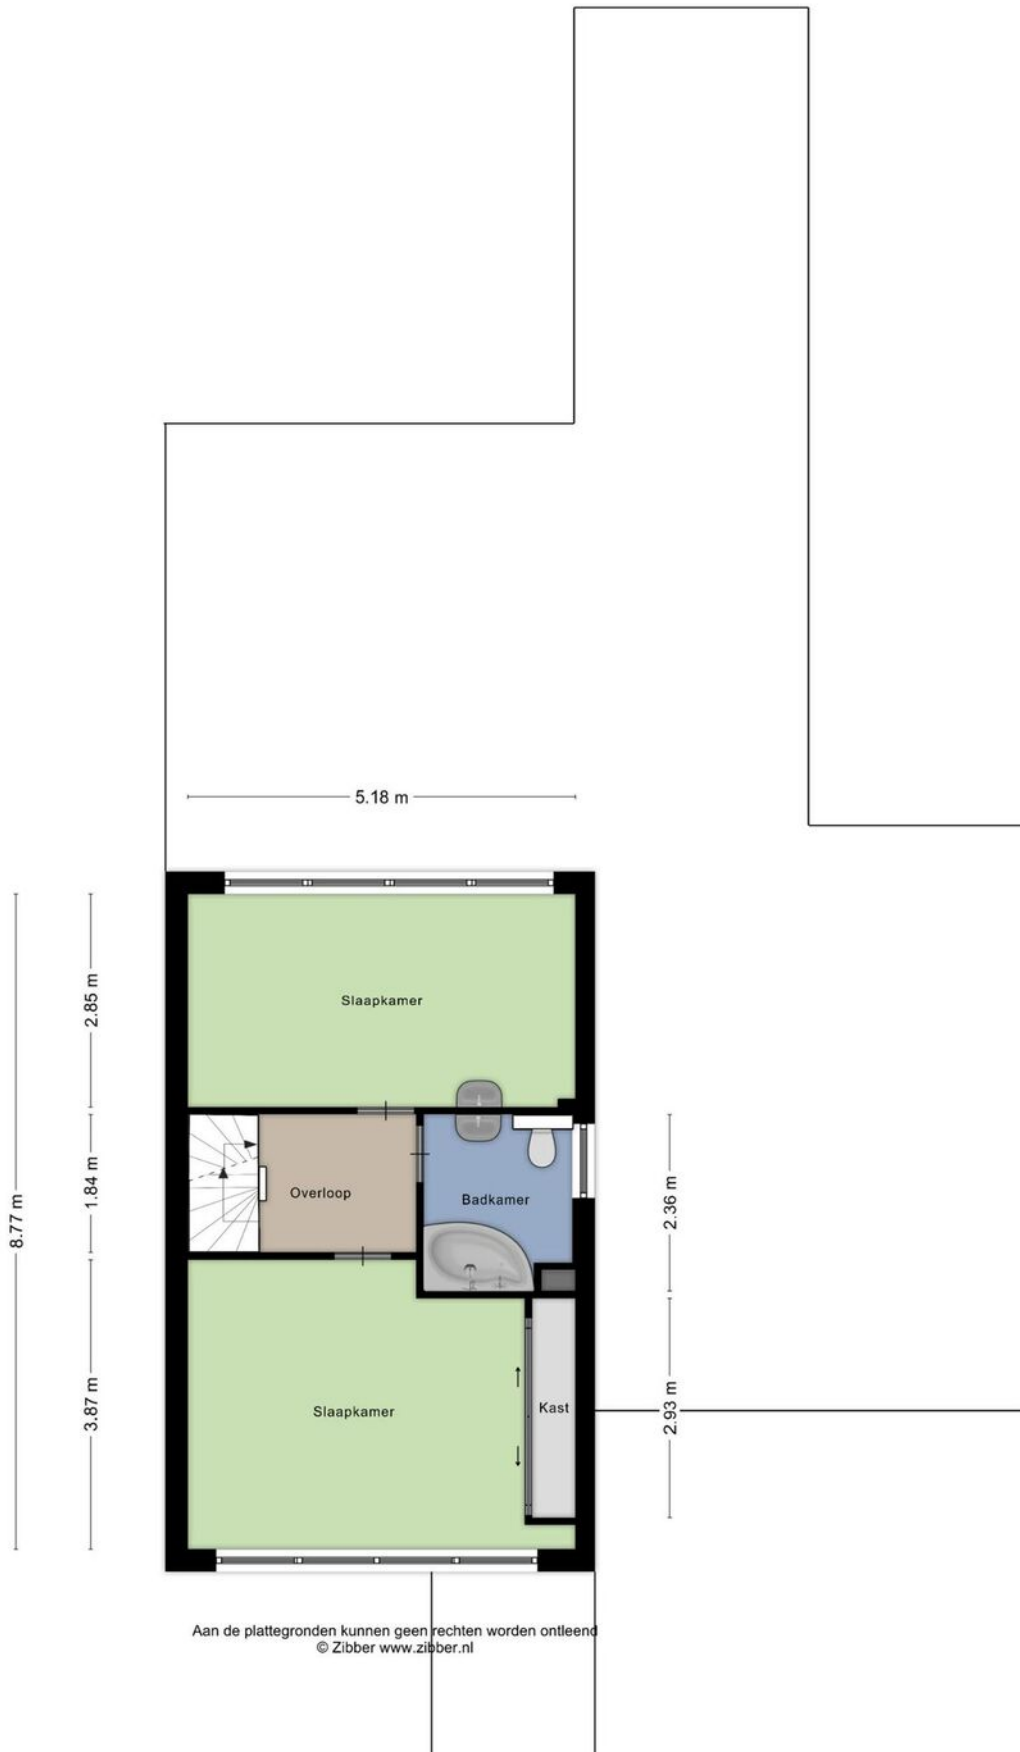 5.18 m
Slaapkamer
2.85 m
1.84 m
8.77 m
Overloop
Badkamer
2.36 m
3.87 m
Slaapkamer
Kast
2.93 m
Aan de plattegronden kunnen geen rechten worden ontleend
© Zibber www.zibber.nl